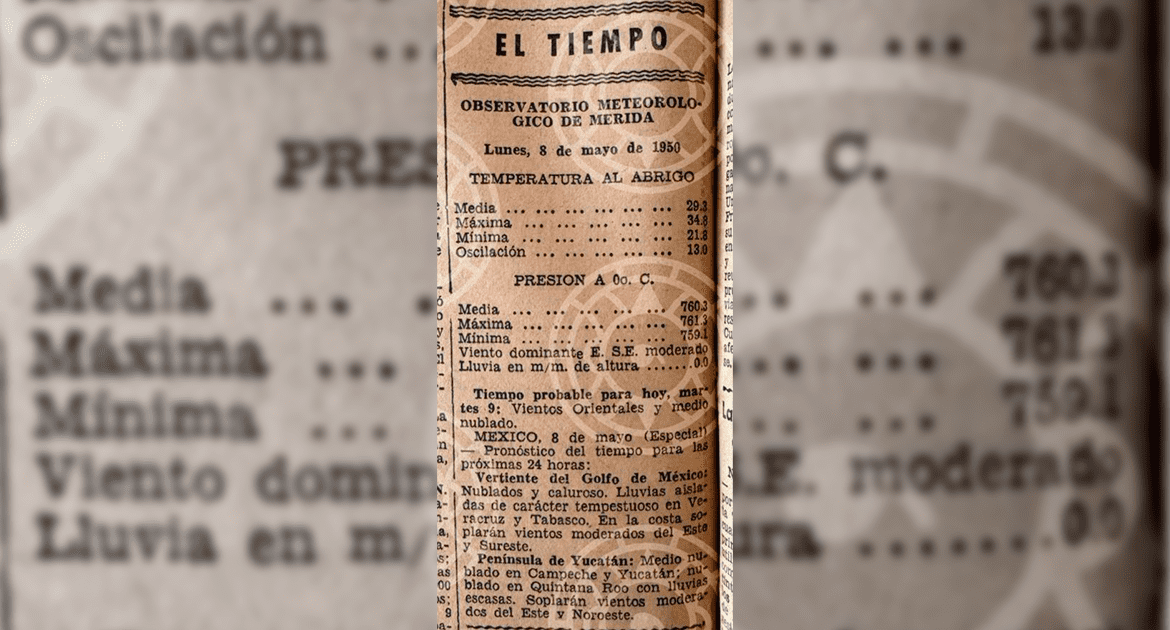 EL TIEMPO
OBSERVATORIO METEOROLO-
GICO DE MERIDA
Lunes, 8 de mayo de 1950
TEMPERATURA AL ABRIGO
Media ... ... ... ... ... ... 29.3
Máxima ... ... ... ... ... ... 34.8
Mínima ... ... ... ... ... ... 21.8
Oscilación ... ... ... ... ... 13.0
PRESION A 0o. C.
Media ... ... ... ... ... ... 760.3
Máxima ... ... ... ... ... 761.3
Mínima ... ... ... ... ... 759.1
Viento dominante E. S.E. moderado
Lluvia en m/m. de altura .......0.0
Tiempo probable para hoy, mar-
tes 9: Vientos Orientales y medio
nublado.
MEXICO, 8 de mayo (Especial)
— Pronóstico del tiempo para las
próximas 24 horas:
Vertiente del Golfo de México:
Nublados y caluroso. Lluvias aisla-
das de carácter tempestuoso en Ve-
racruz y Tabasco. En la costa so-
plarán vientos moderados del Este
y Sureste.
Península de Yucatán: Medio nu-
blado en Campeche y Yucatán; nu-
blado en Quintana Roo con lluvias
escasas. Soplarán vientos modera-
dos del Este y Noroeste.